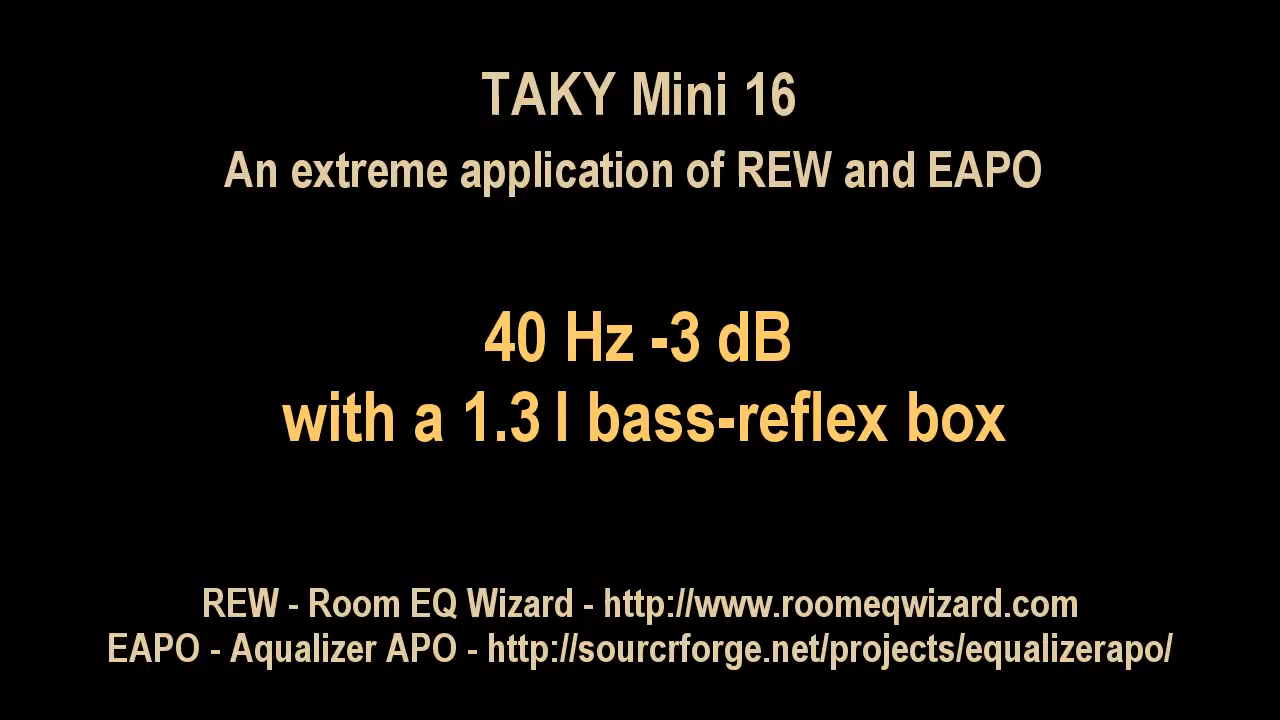 TAKY Mini 16
An extreme application of REW and EAPO
40 Hz -3 dB
with a 1.3 l bass-reflex box
REW - Room EQ Wizard - http://www.roomeqwizard.com
EAPO - Aqualizer APO - http://sourcrforge.net/projects/equalizerapo/